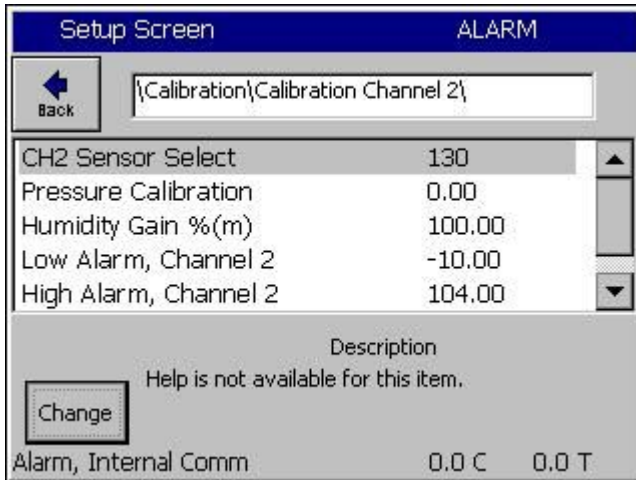 Setup Screen ALARM
Back
\Calibration\Calibration Channel 2\
CH2 Sensor Select 130
Pressure Calibration 0.00
Humidity Gain %(m) 100.00
Low Alarm, Channel 2 -10.00
High Alarm, Channel 2 104.00
Description
Help is not available for this item.
Change
Alarm, Internal Comm 0.0 C 0.0 T